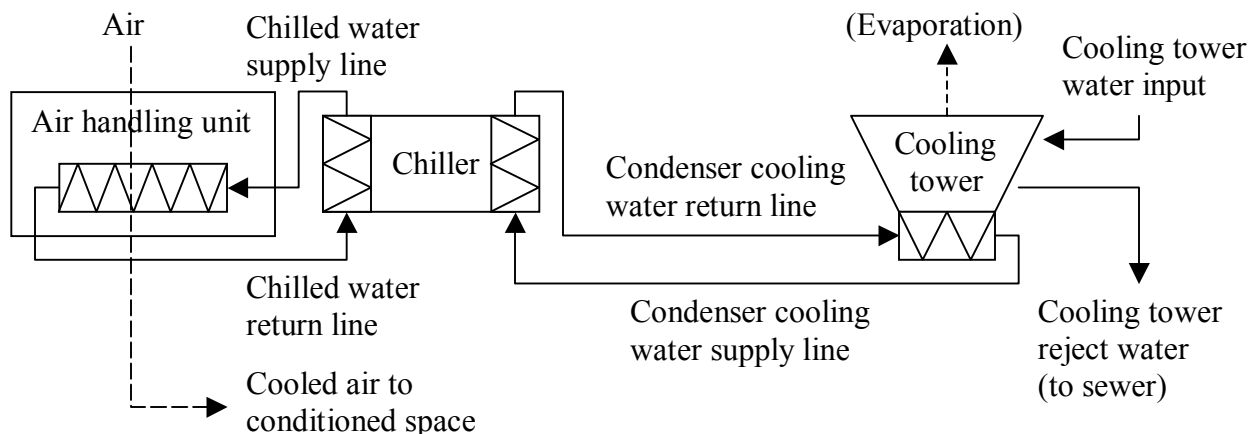 Air
Chilled water
supply line
(Evaporation)
Cooling tower
water input
Air handling unit
Chiller
Cooling
tower
Condenser cooling
water return line
Chilled water
return line
Condenser cooling
water supply line
Cooling tower
reject water
(to sewer)
Cooled air to
conditioned space